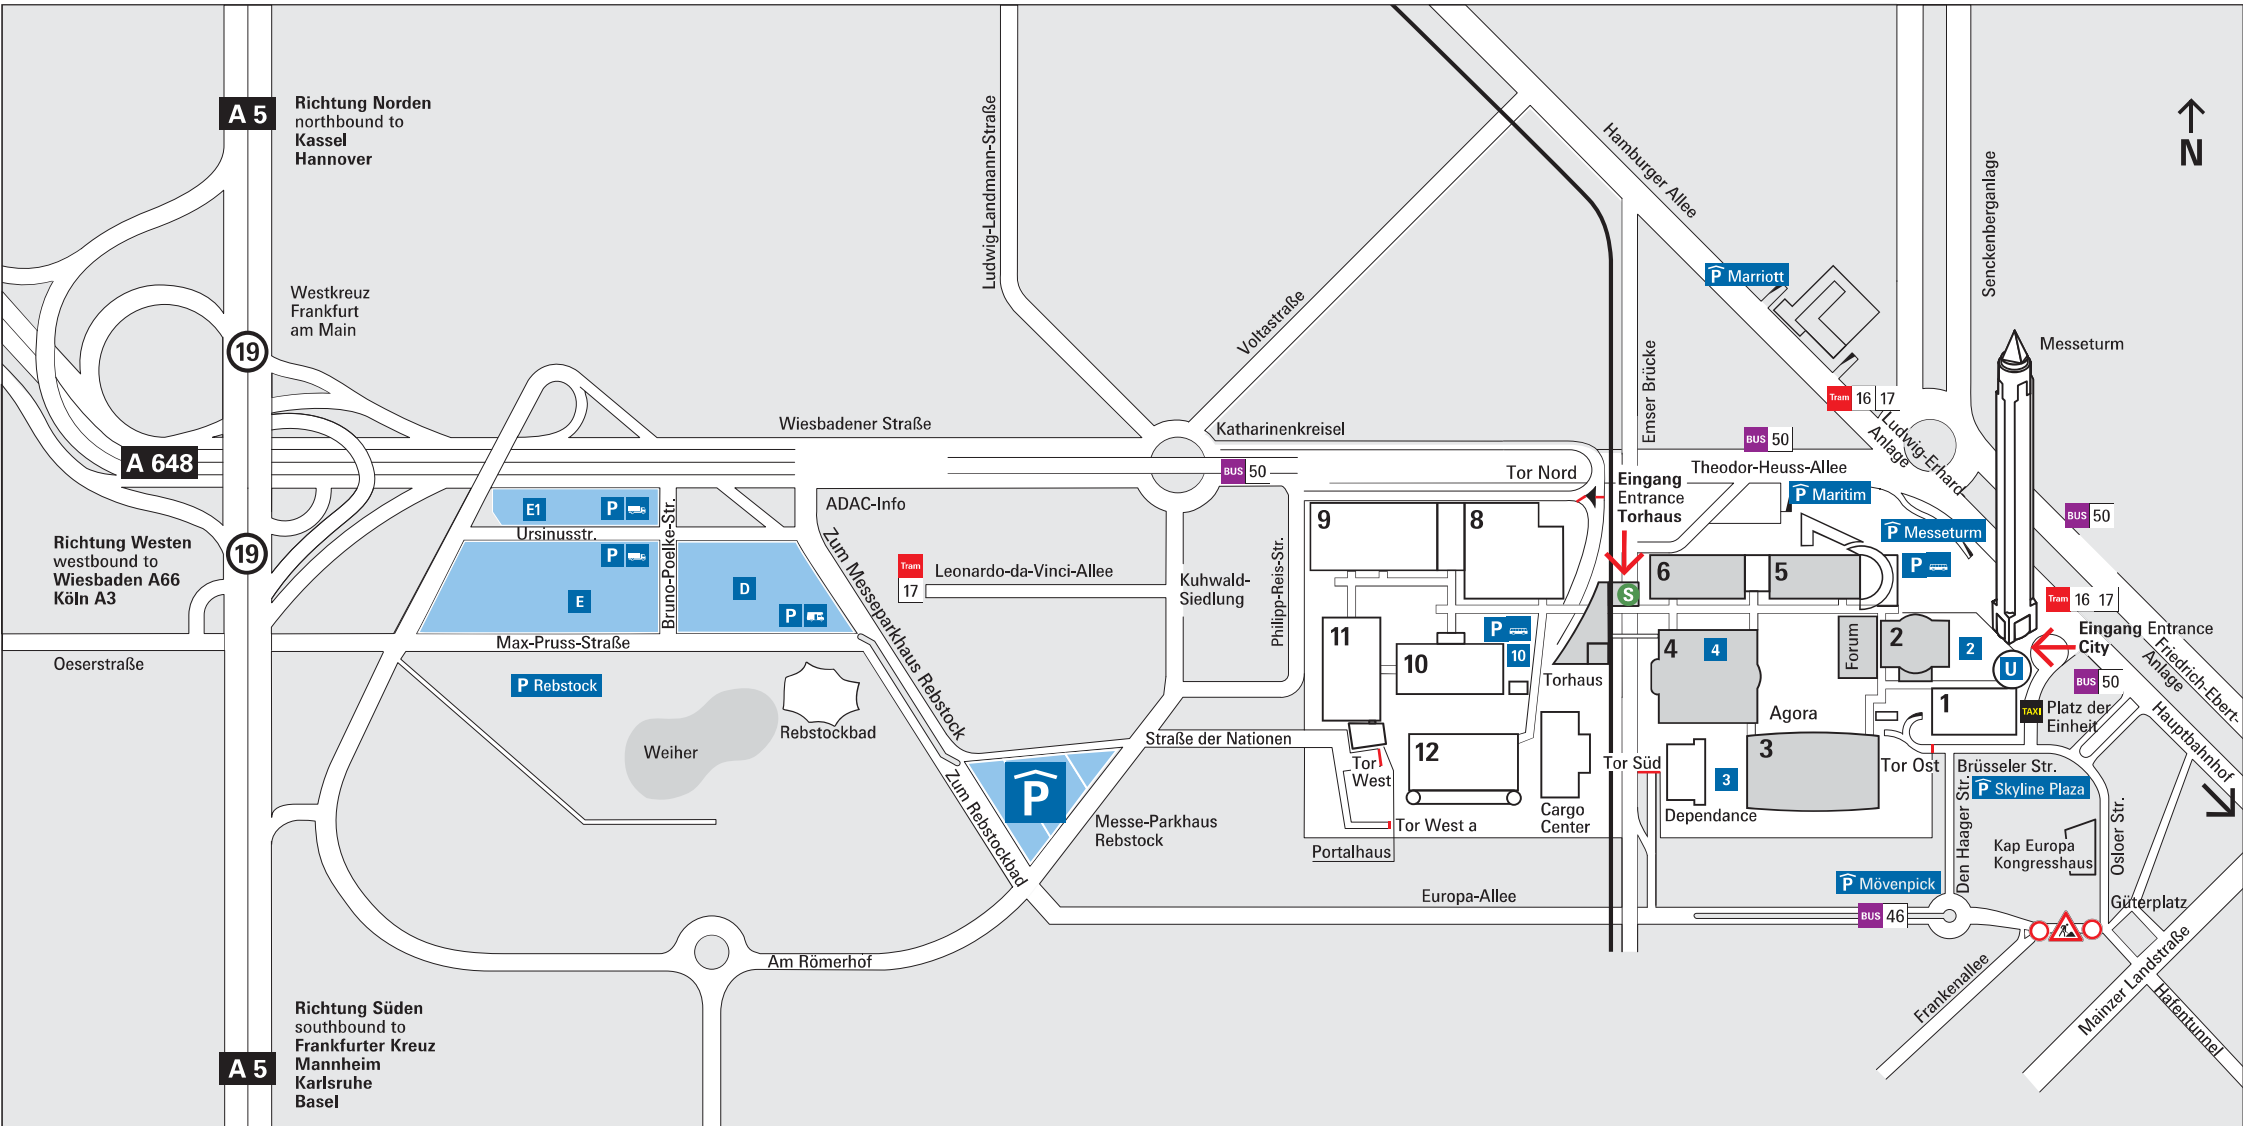 A 5
Richtung Norden
northbound to
Kassel
Hannover
N
Ludwig-Landmann-Straße
Hamburger Allee
Senckenberganlage
Westkreuz
Frankfurt
am Main
19
Voltastraße
P Marriott
Messeturm
Emser Brücke
Tram 16 17
Wiesbadener Straße
Katharinenkreisel
BUS 50
Ludwig-Erhard-
Anlage
A 648
BUS 50
Tor Nord
Theodor-Heuss-Allee
Eingang
Entrance
Torhaus
P Maritim
E1
P
ADAC-Info
Ursinusstr.
Bruno-Poelke-Str.
9
8
BUS 50
P Messeturm
Richtung Westen
westbound to
Wiesbaden A66
Köln A3
19
P
E
D
P
Zum Messeparkhaus Rebstock
Tram
17
Leonardo-da-Vinci-Allee
Kuhwald-
Siedlung
Philipp-Reis-Str.
6
5
P
S
Tram 16 17
Max-Pruss-Straße
Oeserstraße
11
10
P
10
4
4
Forum
2
2
Eingang Entrance
City
U
Friedrich-Ebert-
Anlage
P Rebstock
Torhaus
BUS 50
Rebstockbad
Weiher
Agora
1
TAXI
Platz der
Einheit
Hauptbahnhof
Straße der Nationen
Tor
West
12
Tor Süd
3
3
Tor Ost
Brüsseler Str.
P Skyline Plaza
P
Zum Rebstockbad
Messe-Parkhaus
Rebstock
Tor West a
Portalhaus
Cargo
Center
Dependance
Den Haager Str.
Kap Europa
Kongresshaus
Osloer Str.
P Mövenpick
Europa-Allee
BUS 46
Güterplatz
Am Römerhof
Frankenallee
Mainzer Landstraße
Hafentunnel
Richtung Süden
southbound to
Frankfurter Kreuz
Mannheim
Karlsruhe
Basel
A 5